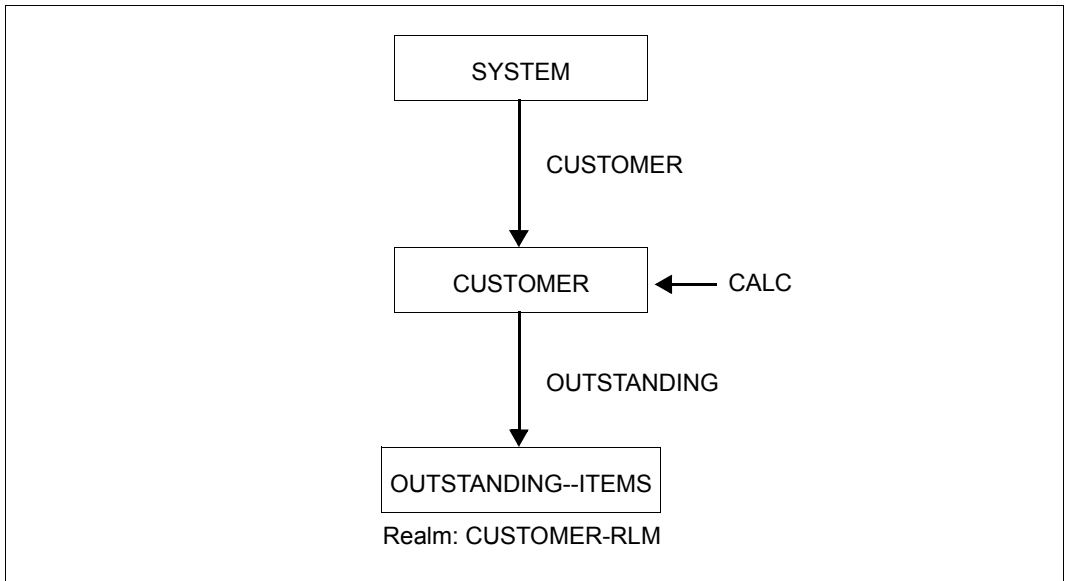 SYSTEM
CUSTOMER
CUSTOMER
CALC
OUTSTANDING
OUTSTANDING--ITEMS
Realm: CUSTOMER-RLM